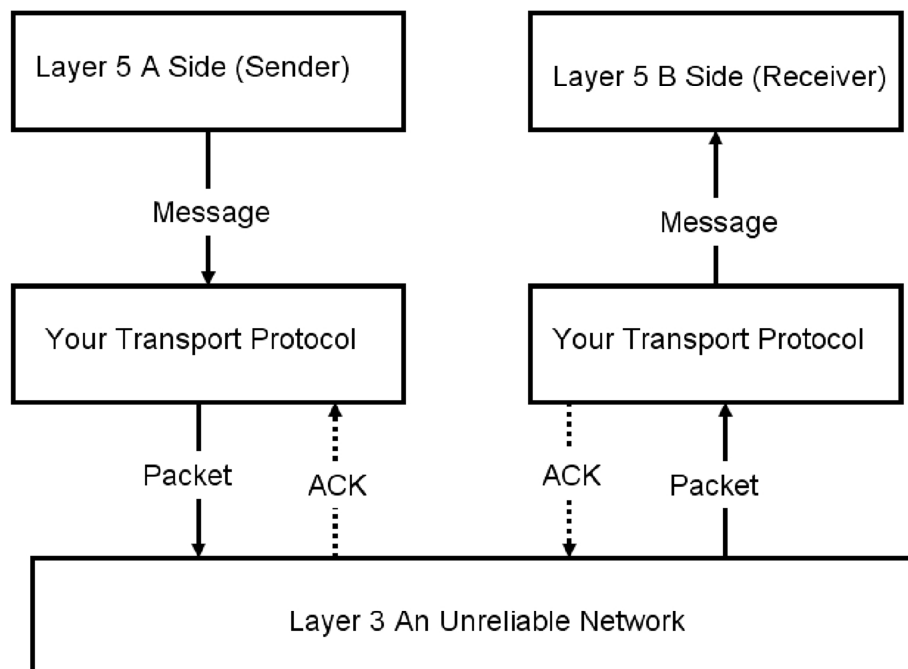 Layer 5 A Side (Sender)
Layer 5 B Side (Receiver)
Message
Message
Your Transport Protocol
Your Transport Protocol
Packet
ACK
ACK
Packet
Layer 3 An Unreliable Network